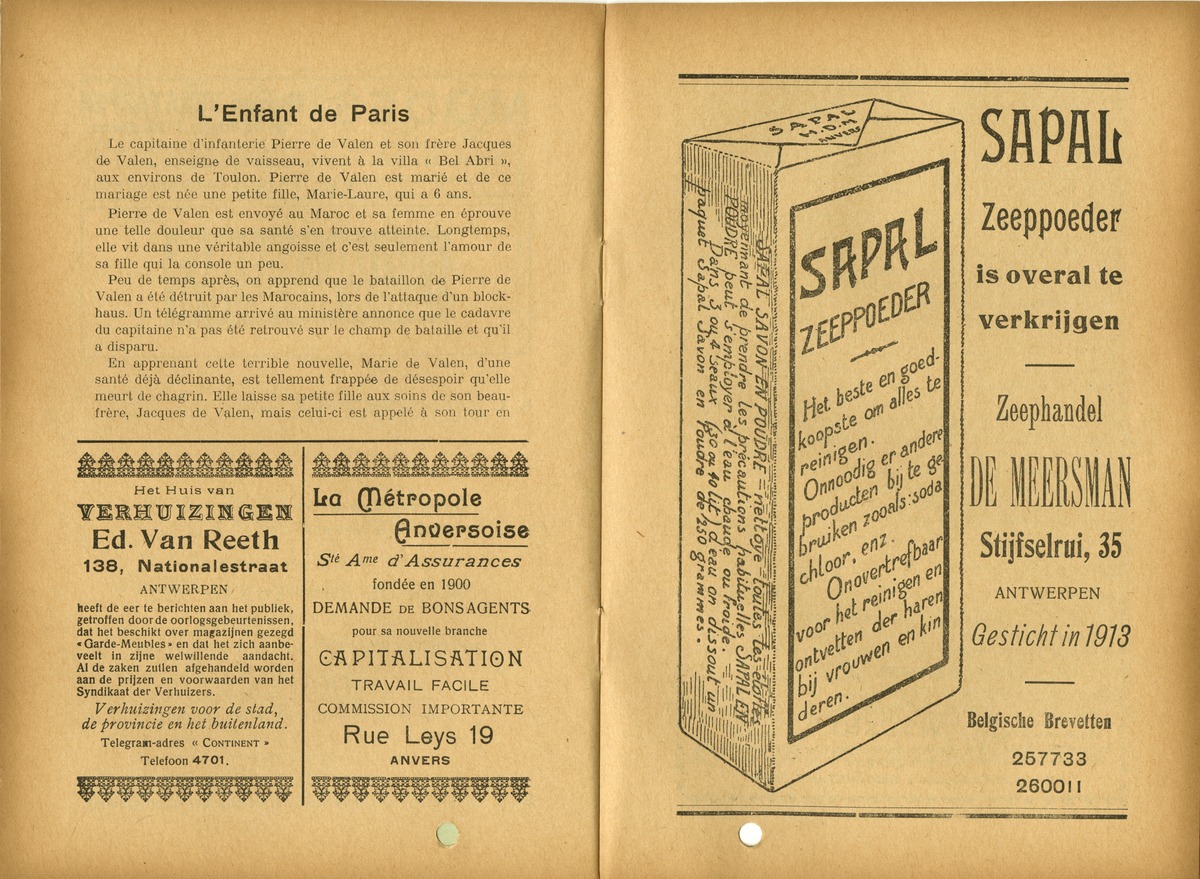 L'Enfant de Paris
Le capitaine d'infanterie Pierre de Valen et son frère Jacques
de Valen, enseigne de vaisseau, vivent à la villa « Bel Abri »,
aux environs de Toulon. Pierre de Valen est marié et de ce
mariage est née une petite fille, Marie-Laure, qui a 6 ans.
Pierre de Valen est envoyé au Maroc et sa femme en éprouve
une telle douleur que sa santé s'en trouve atteinte. Longtemps,
elle vit dans une véritable angoisse et c'est seulement l'amour de
sa fille qui la console un peu.
Peu de temps après, on apprend que le bataillon de Pierre de
Valen a été détruit par les Marocains, lors de l'attaque d'un block-
haus. Un télégramme arrivé au ministère annonce que le cadavre
du capitaine n'a pas été retrouvé sur le champ de bataille et qu'il
a disparu.
En apprenant cette terrible nouvelle, Marie de Valen, d'une
santé déjà déclinante, est tellement frappée de désespoir qu'elle
meurt de chagrin. Elle laisse sa petite fille aux soins de son beau-
frère, Jacques de Valen, mais celui-ci est appelé à son tour en
Het Huis van
VERHUIZINGEN
Ed. Van Reeth
138, Nationalestraat
ANTWERPEN
heeft de eer te berichten aan het publiek,
getroffen door de oorlogsgebeurtenissen,
dat het beschikt over magazijnen gezegd
«Garde-Meubles» en dat het zich aanbe-
veelt in zijne welwillende aandacht.
Al de zaken zullen afgehandeld worden
aan de prijzen en voorwaarden van het
Syndikaat der Verhuizers.
Verhuizingen voor de stad,
de provincie en het buitenland.
Telegram-adres « CONTINENT »
Telefoon 4701.
La Métropole
Anversoise
Sté Ame d'Assurances
fondée en 1900
DEMANDE DE BONS AGENTS
pour sa nouvelle branche
CAPITALISATION
TRAVAIL FACILE
COMMISSION IMPORTANTE
Rue Leys 19
ANVERS
SAPAL
M.D.M
ANVERS
SAPAL SAVON EN POUDRE = nettoge toutes les étoffes
moyennant de prendre les précautions habituelles SAPAL EN
POUDRE peut s'employer à l'eau chaude ou froide.
Dans 3 ou 4 seaux (30 ou 40 lit) d'eau on dissout un
paquet Sapal Savon en Poudre de 250 grammes.
SAPAL
ZEEPPOEDER
Het beste en goed-
koopste om alles te
reinigen.
Onnoodig er andere
producten bij te ge
bruiken zooals: soda
chloor, enz.
Onovertrefbaar
voor het reinigen en
ontvetten der haren
bij vrouwen en kin
deren.
SAPAL
Zeeppoeder
is overal te
verkrijgen
Zeephandel
DE MEERSMAN
Stijfselrui, 35
ANTWERPEN
Gesticht in 1913
Belgische Brevetten
257733
260011